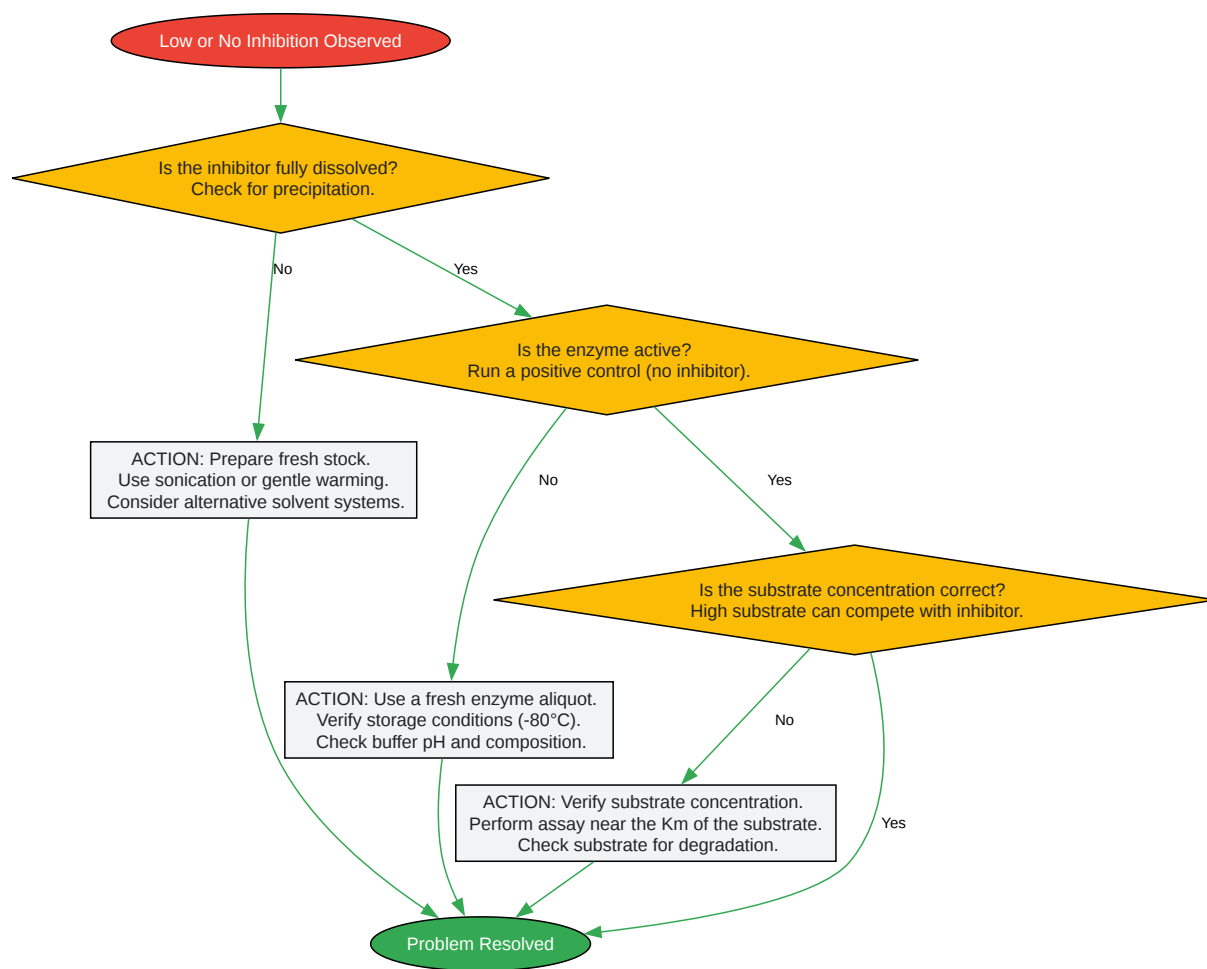 Low or No Inhibition Observed
Is the inhibitor fully dissolved?
Check for precipitation.
No
Yes
Is the enzyme active?
Run a positive control (no inhibitor).
ACTION: Prepare fresh stock.
Use sonication or gentle warming.
Consider alternative solvent systems.
No
Yes
Is the substrate concentration correct?
High substrate can compete with inhibitor.
ACTION: Use a fresh enzyme aliquot.
Verify storage conditions (-80°C).
Check buffer pH and composition.
No
ACTION: Verify substrate concentration.
Perform assay near the Km of the substrate.
Check substrate for degradation.
Yes
Problem Resolved